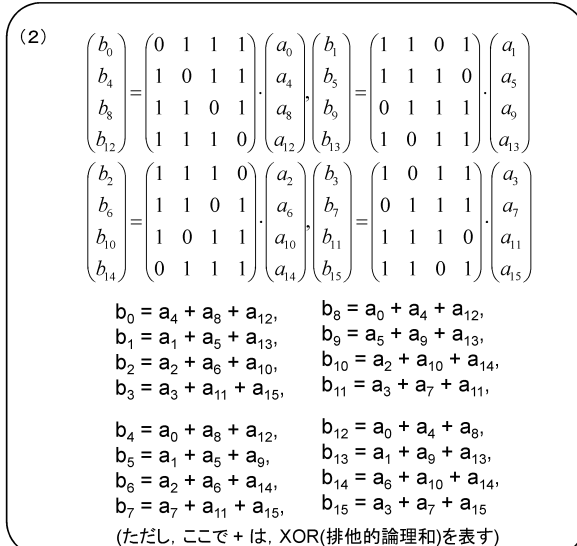 (2)
b0 0 1 1 1 a0 b1 1 1 0 1 a1
b4 1 0 1 1 a4 b5 1 1 1 0 a5
b8 = 1 1 0 1 · a8 , b9 = 0 1 1 1 · a9
b12 1 1 1 0 a12 b13 1 0 1 1 a13
b2 1 1 1 0 a2 b3 1 0 1 1 a3
b6 1 1 0 1 a6 b7 0 1 1 1 a7
b10 = 1 0 1 1 · a10 , b11 = 1 1 1 0 · a11
b14 0 1 1 1 a14 b15 1 1 0 1 a15
b0 = a4 + a8 + a12,
b1 = a1 + a5 + a13,
b2 = a2 + a6 + a10,
b3 = a3 + a11 + a15,
b8 = a0 + a4 + a12,
b9 = a5 + a9 + a13,
b10 = a2 + a10 + a14,
b11 = a3 + a7 + a11,
b4 = a0 + a8 + a12,
b5 = a1 + a5 + a9,
b6 = a2 + a6 + a14,
b7 = a7 + a11 + a15,
b12 = a0 + a4 + a8,
b13 = a1 + a9 + a13,
b14 = a6 + a10 + a14,
b15 = a3 + a7 + a15
(ただし, ここで + は, XOR(排他的論理和)を表す)